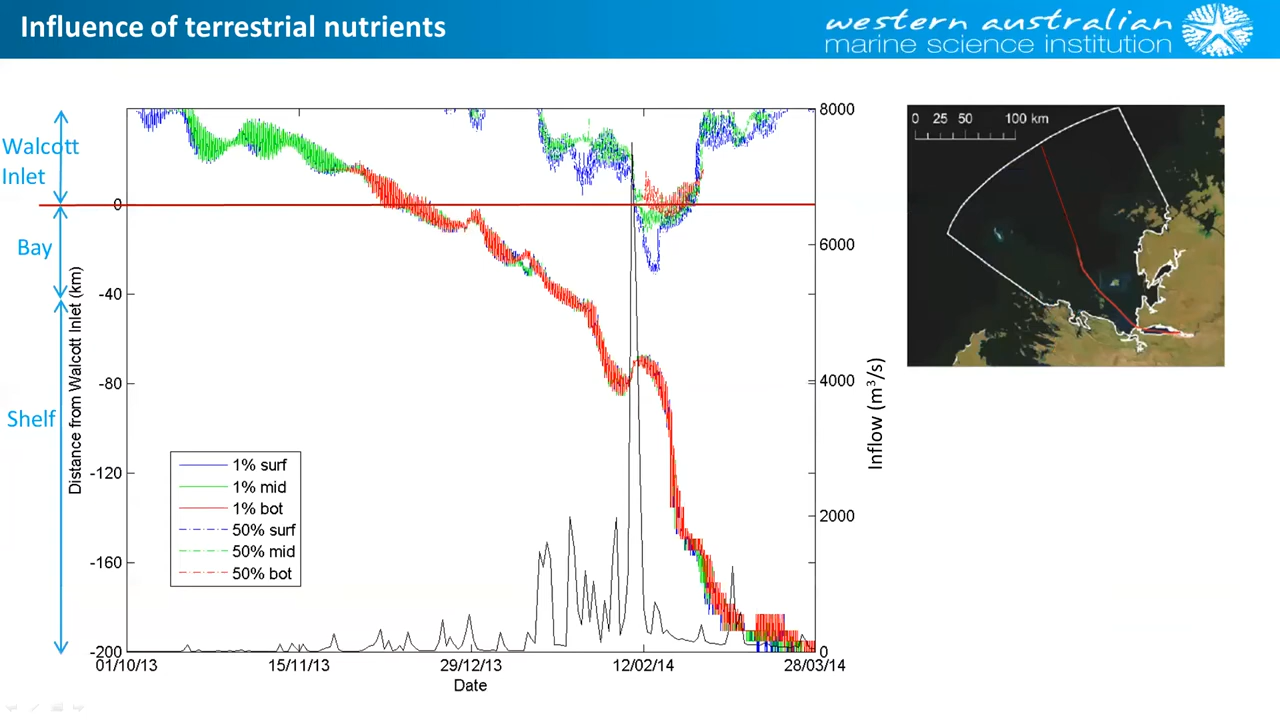 Influence of terrestrial nutrients
western australian
marine science institution
Walcott
Inlet
Bay
Shelf
Distance from Walcott Inlet (km)
0
-40
-80
-120
-160
-200
1% surf
1% mid
1% bot
50% surf
50% mid
50% bot
01/10/13
15/11/13
29/12/13
12/02/14
28/03/14
Date
8000
6000
4000
2000
0
Inflow (m³/s)
0 25 50 100 km